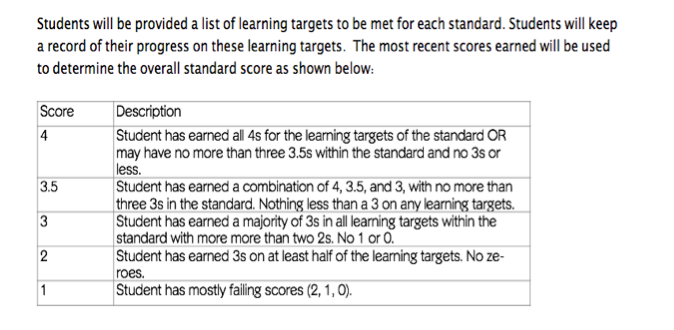 Students will be provided a list of learning targets to be met for each standard. Students will keep
a record of their progress on these learning targets.  The most recent scores earned will be used
to determine the overall standard score as shown below:
Score Description
4 Student has earned all 4s for the learning targets of the standard OR
may have no more than three 3.5s within the standard and no 3s or
less.
3.5 Student has earned a combination of 4, 3.5, and 3, with no more than
three 3s in the standard. Nothing less than a 3 on any learning targets.
3 Student has earned a majority of 3s in all learning targets within the
standard with more more than two 2s. No 1 or 0.
2 Student has earned 3s on at least half of the learning targets. No ze-
roes.
1 Student has mostly failing scores (2, 1, 0).